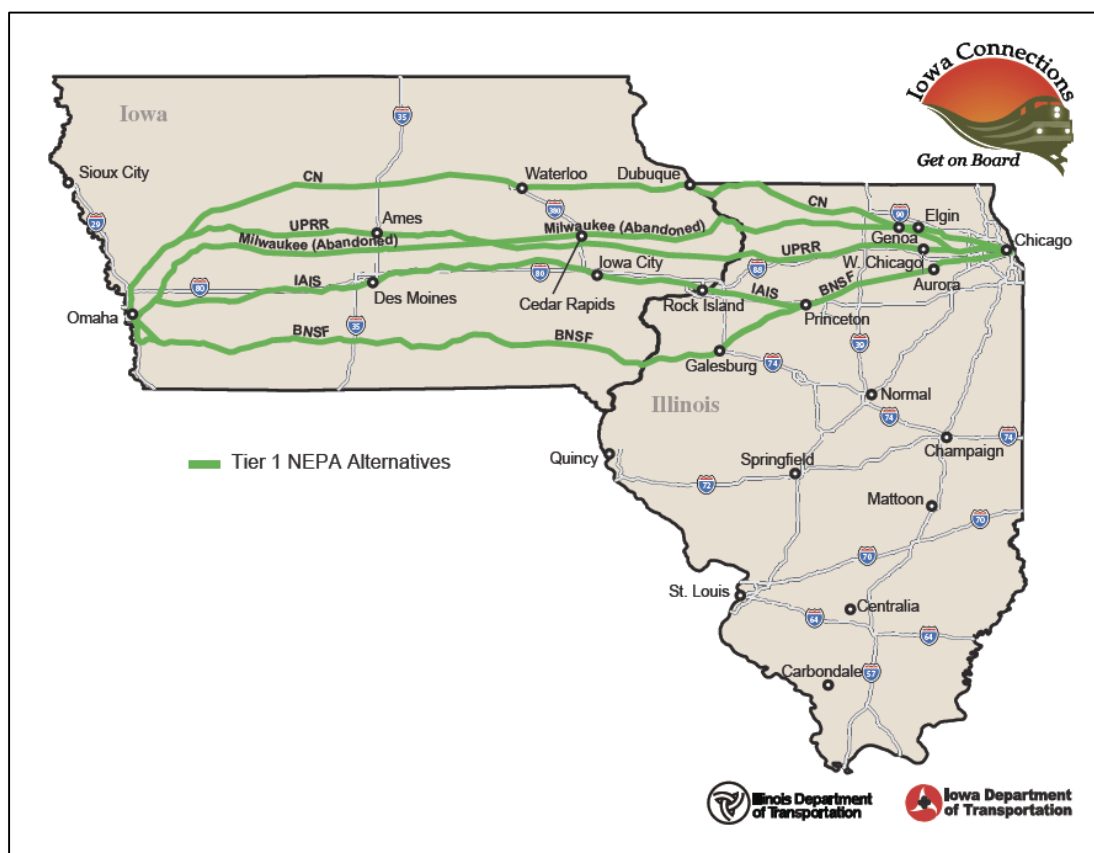 Iowa Connections
Get on Board
Iowa
35
Sioux City
Waterloo
Dubuque
CN
CN
29
380
90
Elgin
UPRR
Ames
Milwaukee (Abandoned)
Genoa
Chicago
Milwaukee (Abandoned)
UPRR
W. Chicago
88
Iowa City
80
IAIS
80
Des Moines
Cedar Rapids
Rock Island
IAIS
BNSF
Aurora
Omaha
Princeton
35
BNSF
BNSF
39
Galesburg
74
Illinois
Normal
74
74
Champaign
Tier 1 NEPA Alternatives
Quincy
Springfield
72
Mattoon
70
70
St. Louis
Centralia
64
64
Carbondale
57
Illinois Department
of Transportation
Iowa Department
of Transportation